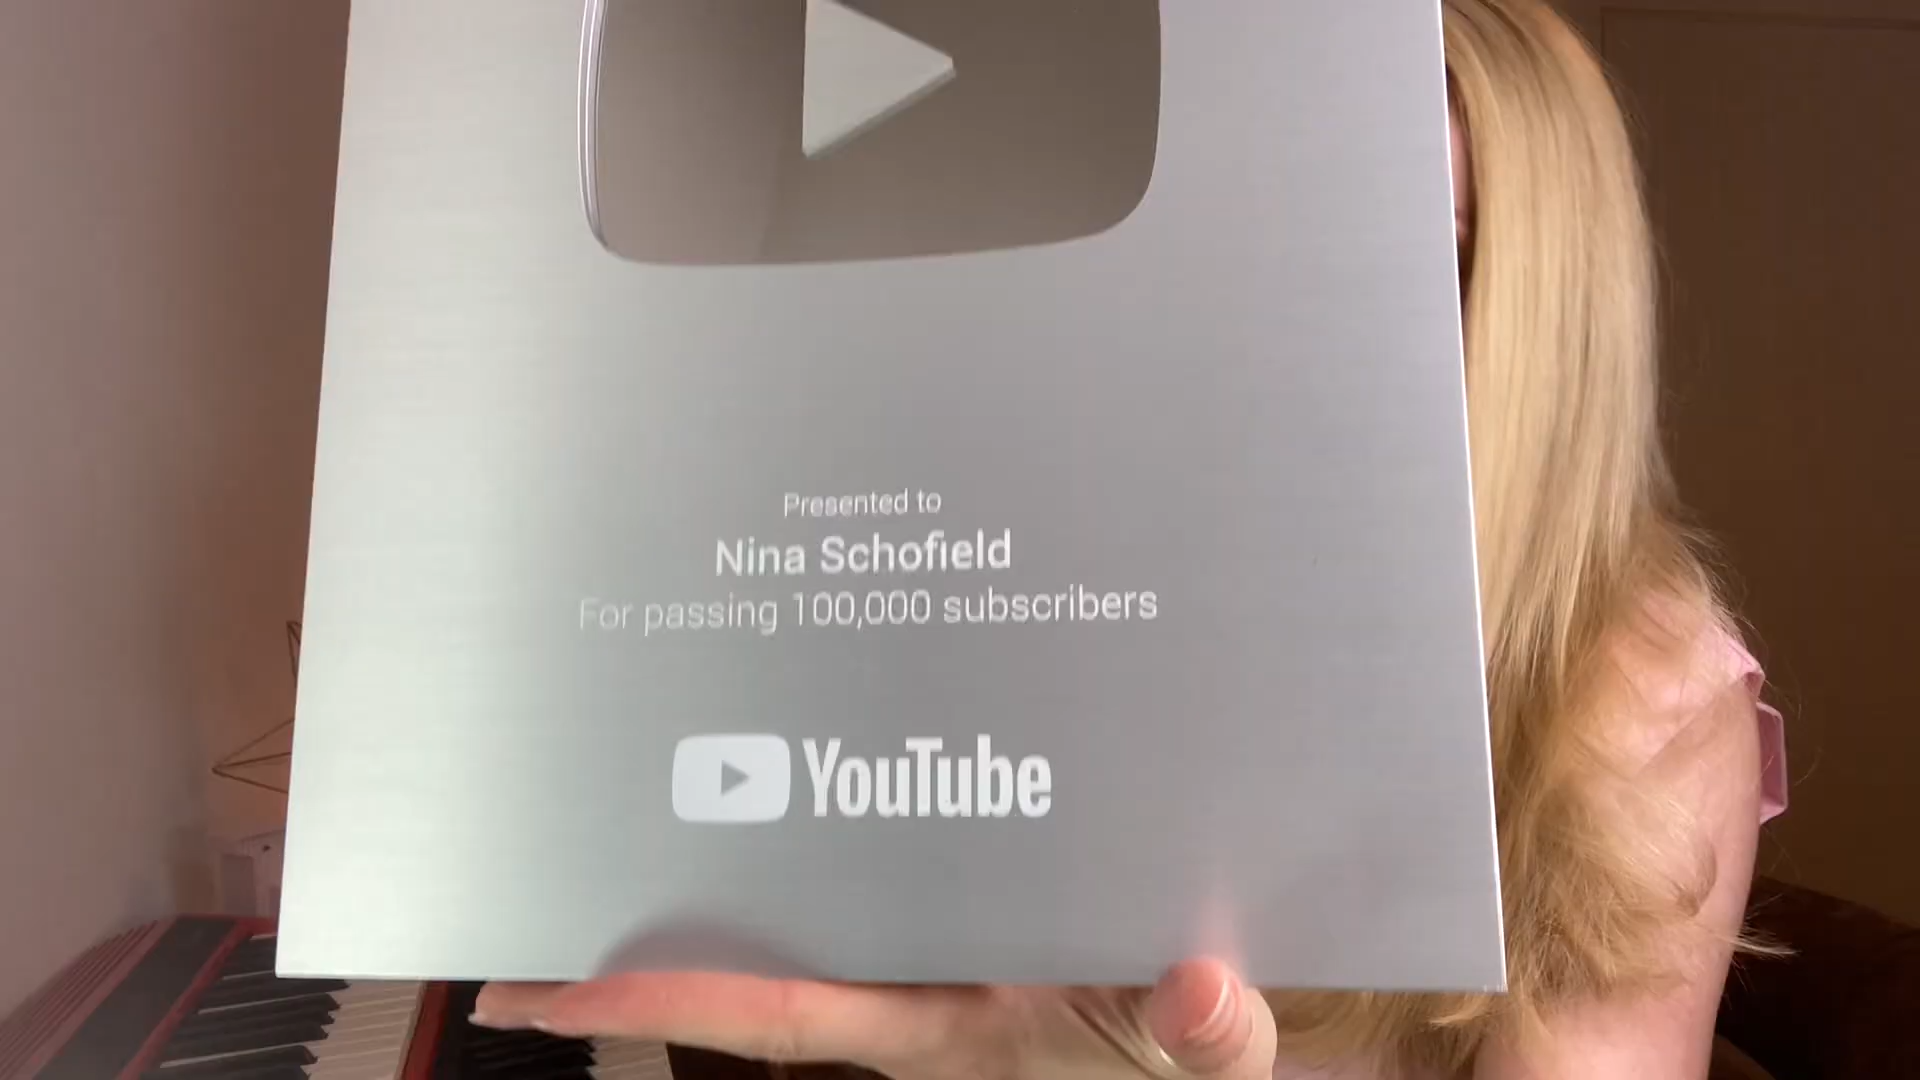 Presented to
Nina Schofield
For passing 100,000 subscribers
YouTube